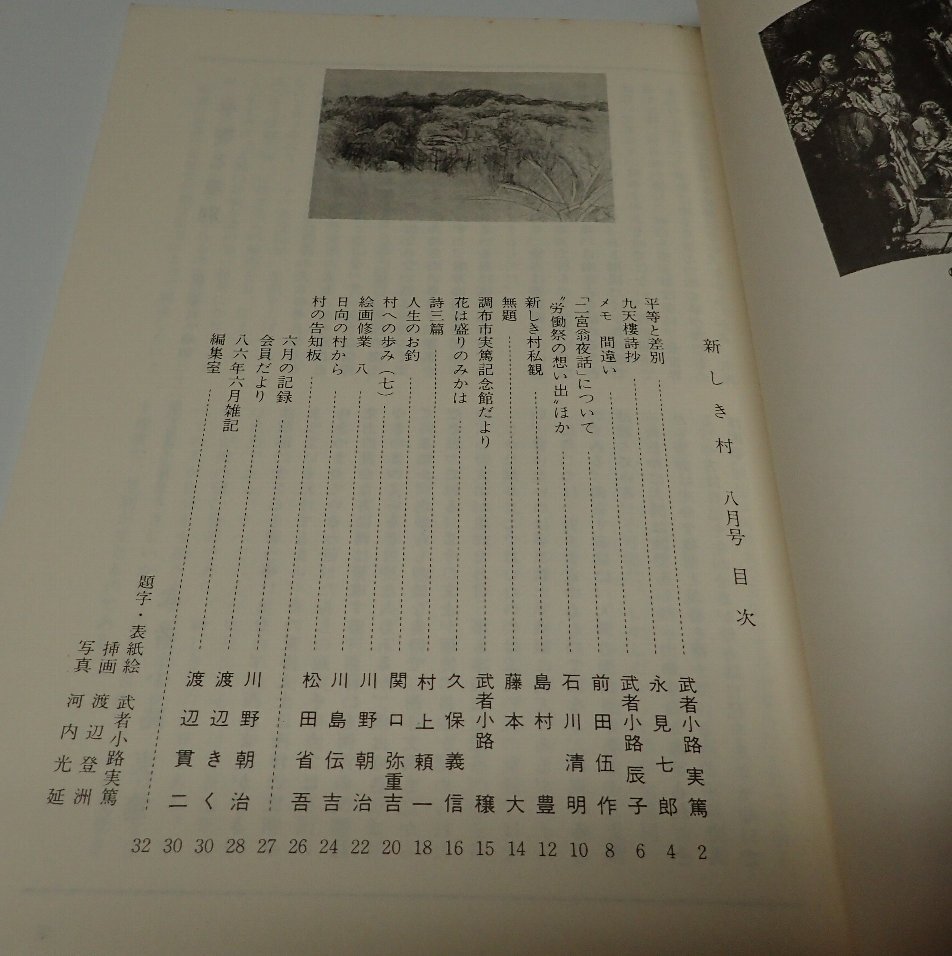 新しき村 八月号 目次
平等と差別 武者小路実篤 2
九天樓詩抄 永見七郎 4
メモ 間違い 武者小路辰子 6
「二宮翁夜話」について 前田伍作 8
“労働祭の想い出”ほか 石川清明 10
新しき村私観 島村豊 12
無題 藤本大 14
調布市実篤記念館だより 武者小路穣 15
花は盛りのみかは 久保義信 16
詩三篇 村上頼一 18
人生のお釣 関口弥重吉 20
村への歩み(七) 川野朝治 22
絵画修業 八 川島伝吉 24
日向の村から 松田省吾 26
村の告知板 27
六月の記録 川野朝治 28
会員だより 渡辺きく 30
八六年六月雑記 渡辺貫二 30
編集室 32
題字・表紙絵 武者小路実篤
挿画 渡辺登洲
写真 河内光延